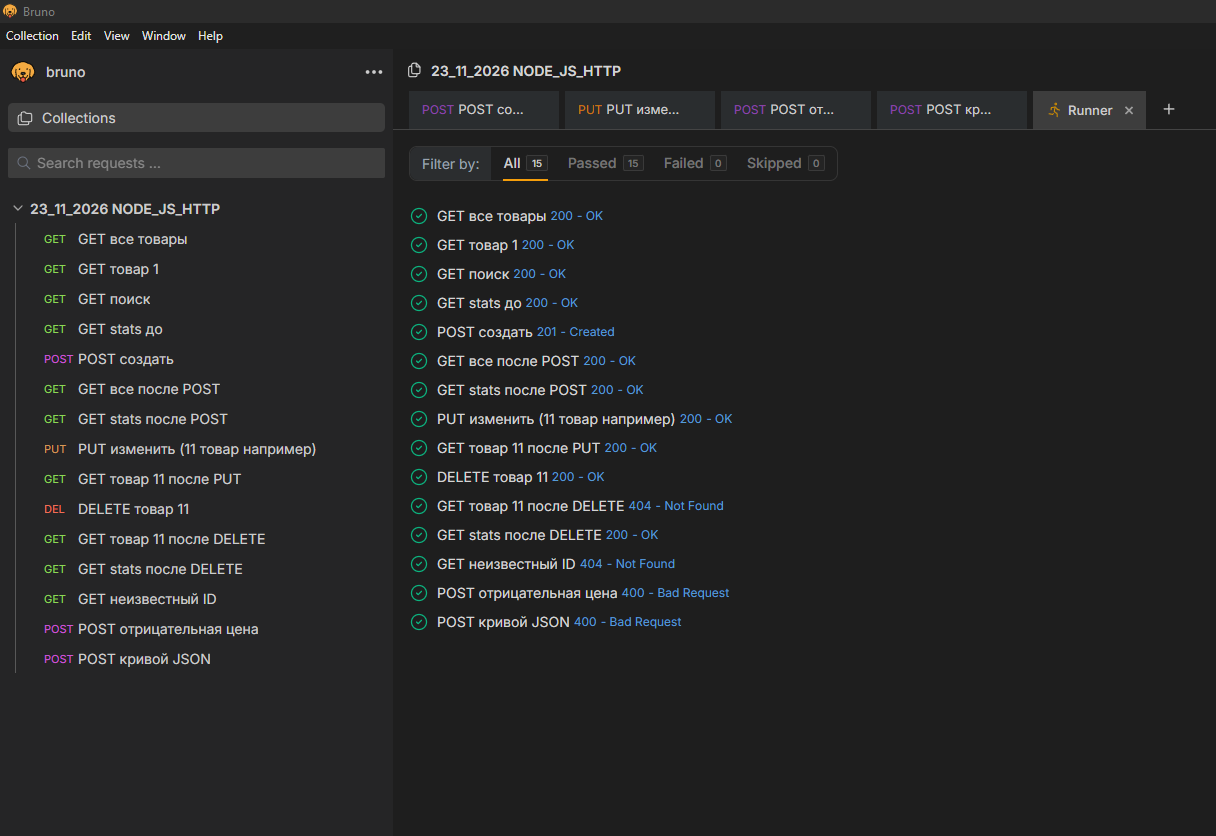 Bruno
Collection Edit View Window Help
bruno
Collections
Search requests ...
23_11_2026 NODE_JS_HTTP
GET GET все товары
GET GET товар 1
GET GET поиск
GET GET stats до
POST POST создать
GET GET все после POST
GET GET stats после POST
PUT PUT изменить (11 товар например)
GET GET товар 11 после PUT
DEL DELETE товар 11
GET GET товар 11 после DELETE
GET GET stats после DELETE
GET GET неизвестный ID
POST POST отрицательная цена
POST POST кривой JSON
23_11_2026 NODE_JS_HTTP
POST POST со... PUT PUT изме... POST POST от... POST POST кр... Runner
Filter by: All 15 Passed 15 Failed 0 Skipped 0
GET все товары 200 - OK
GET товар 1 200 - OK
GET поиск 200 - OK
GET stats до 200 - OK
POST создать 201 - Created
GET все после POST 200 - OK
GET stats после POST 200 - OK
PUT изменить (11 товар например) 200 - OK
GET товар 11 после PUT 200 - OK
DELETE товар 11 200 - OK
GET товар 11 после DELETE 404 - Not Found
GET stats после DELETE 200 - OK
GET неизвестный ID 404 - Not Found
POST отрицательная цена 400 - Bad Request
POST кривой JSON 400 - Bad Request